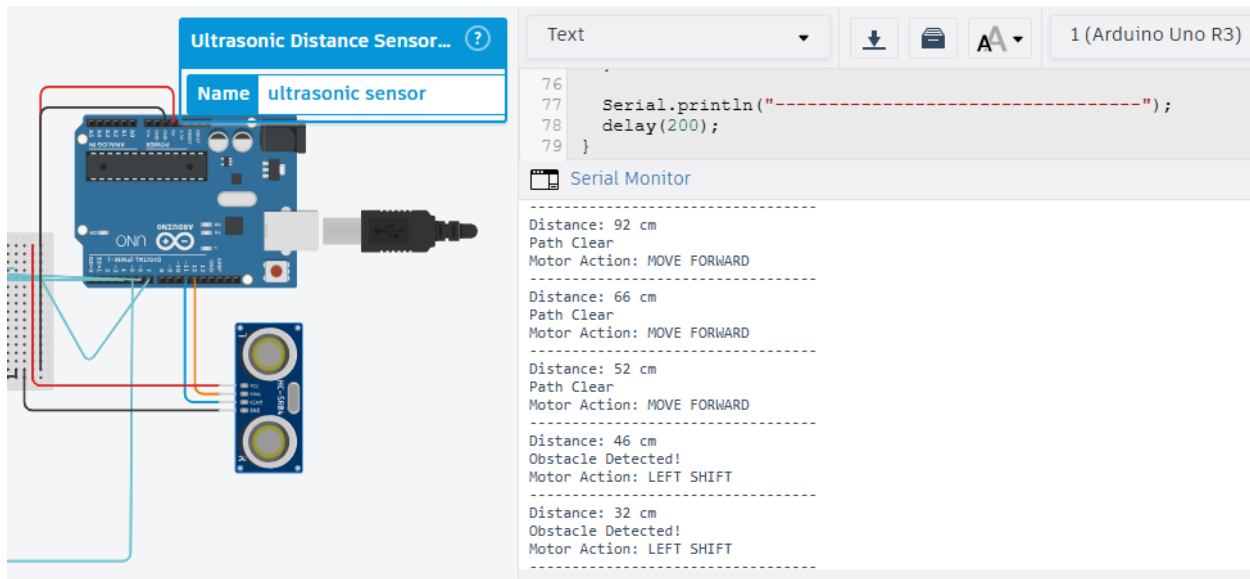 Ultrasonic Distance Sensor... ?
Name ultrasonic sensor
Text
1 (Arduino Uno R3)
76
77 Serial.println("----------------------------------");
78 delay(200);
79 }
Serial Monitor
----------------------------------
Distance: 92 cm
Path Clear
Motor Action: MOVE FORWARD
----------------------------------
Distance: 66 cm
Path Clear
Motor Action: MOVE FORWARD
----------------------------------
Distance: 52 cm
Path Clear
Motor Action: MOVE FORWARD
----------------------------------
Distance: 46 cm
Obstacle Detected!
Motor Action: LEFT SHIFT
----------------------------------
Distance: 32 cm
Obstacle Detected!
Motor Action: LEFT SHIFT
----------------------------------
ANALOG IN
POWER
ARDUINO
UNO
HC-SR04